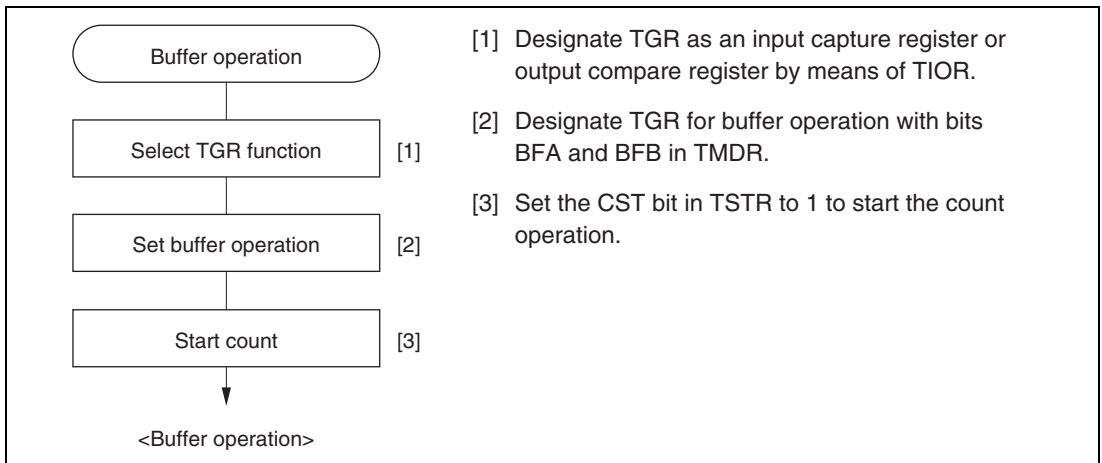 Buffer operation
Select TGR function
[1]
Set buffer operation
[2]
Start count
[3]
<Buffer operation>
[1] Designate TGR as an input capture register or
output compare register by means of TIOR.
[2] Designate TGR for buffer operation with bits
BFA and BFB in TMDR.
[3] Set the CST bit in TSTR to 1 to start the count
operation.